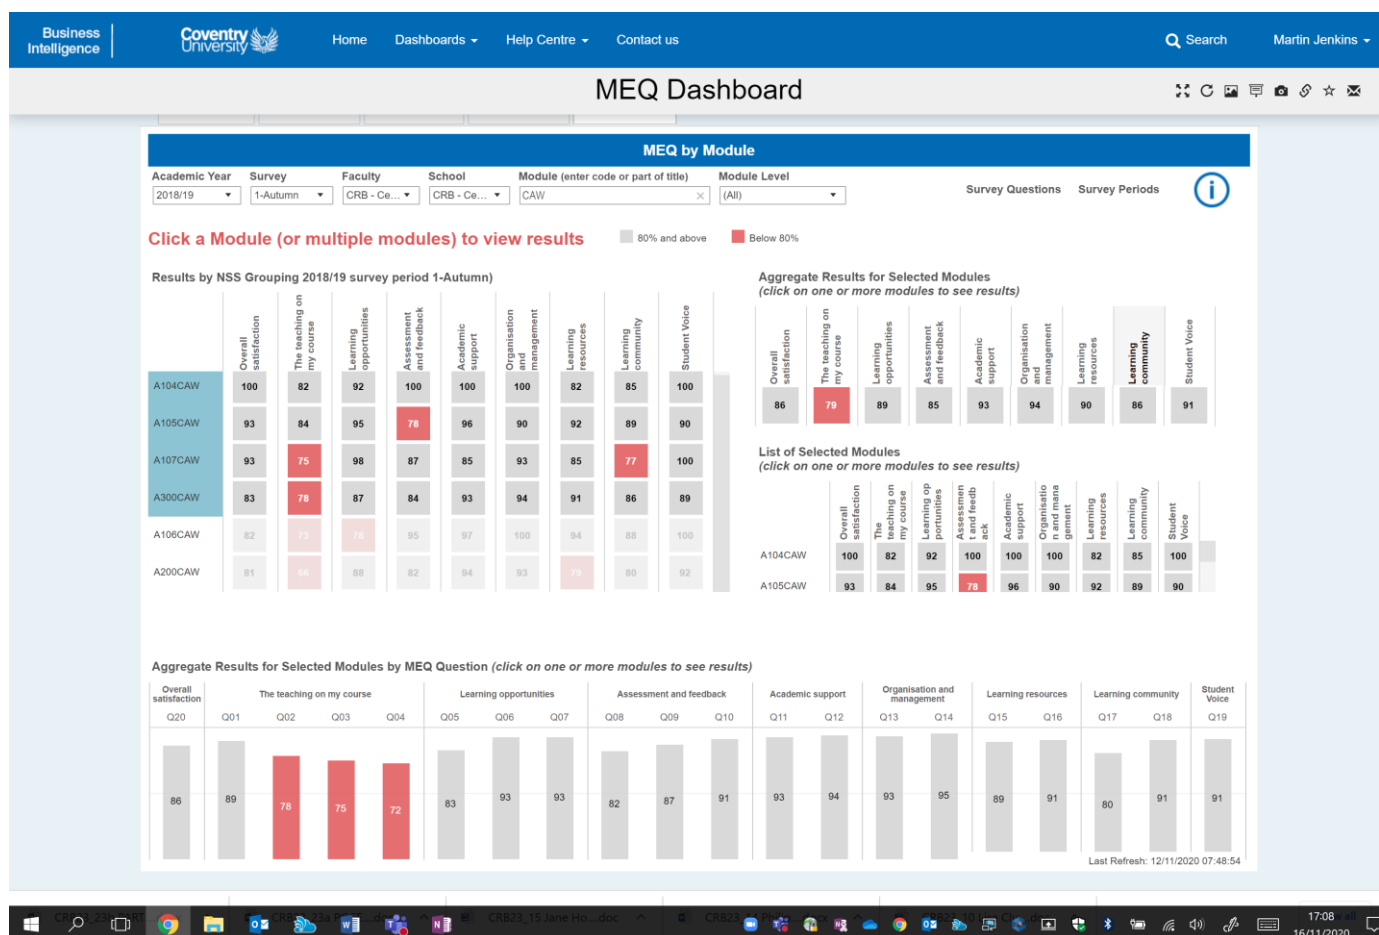 Business
Intelligence
Coventry
University
Home Dashboards Help Centre Contact us
Search Martin Jenkins
MEQ Dashboard
MEQ by Module
Academic Year Survey Faculty School Module (enter code or part of title) Module Level
2018/19 1-Autumn CRB - Ce... CRB - Ce... CAW (All)
Survey Questions Survey Periods
Click a Module (or multiple modules) to view results
80% and above Below 80%
Results by NSS Grouping 2018/19 survey period 1-Autumn)
Overall satisfaction
The teaching on my course
Learning opportunities
Assessment and feedback
Academic support
Organisation and management
Learning resources
Learning community
Student Voice
A104CAW 100 82 92 100 100 100 82 85 100
A105CAW 93 84 95 78 96 90 92 89 90
A107CAW 93 75 98 87 85 93 85 77 100
A300CAW 83 78 87 84 93 94 91 86 89
A106CAW 82 73 78 95 97 100 94 88 100
A200CAW 81 66 88 82 94 93 79 80 92
Aggregate Results for Selected Modules
(click on one or more modules to see results)
Overall satisfaction
The teaching on my course
Learning opportunities
Assessment and feedback
Academic support
Organisation and management
Learning resources
Learning community
Student Voice
86 79 89 85 93 94 90 86 91
List of Selected Modules
(click on one or more modules to see results)
Overall satisfaction
The teaching on my course
Learning op portunities
Assessmen t and feedb ack
Academic support
Organisatio n and mana gement
Learning resources
Learning community
Student Voice
A104CAW 100 82 92 100 100 100 82 85 100
A105CAW 93 84 95 78 96 90 92 89 90
Aggregate Results for Selected Modules by MEQ Question (click on one or more modules to see results)
Overall satisfaction The teaching on my course Learning opportunities Assessment and feedback Academic support Organisation and management Learning resources Learning community Student Voice
Q20 Q01 Q02 Q03 Q04 Q05 Q06 Q07 Q08 Q09 Q10 Q11 Q12 Q13 Q14 Q15 Q16 Q17 Q18 Q19
86 89 78 75 72 83 93 93 82 87 91 93 94 93 95 89 91 80 91 91
Last Refresh: 12/11/2020 07:48:54
CRB23_15 Jane Ho....doc
17:08
16/11/2020